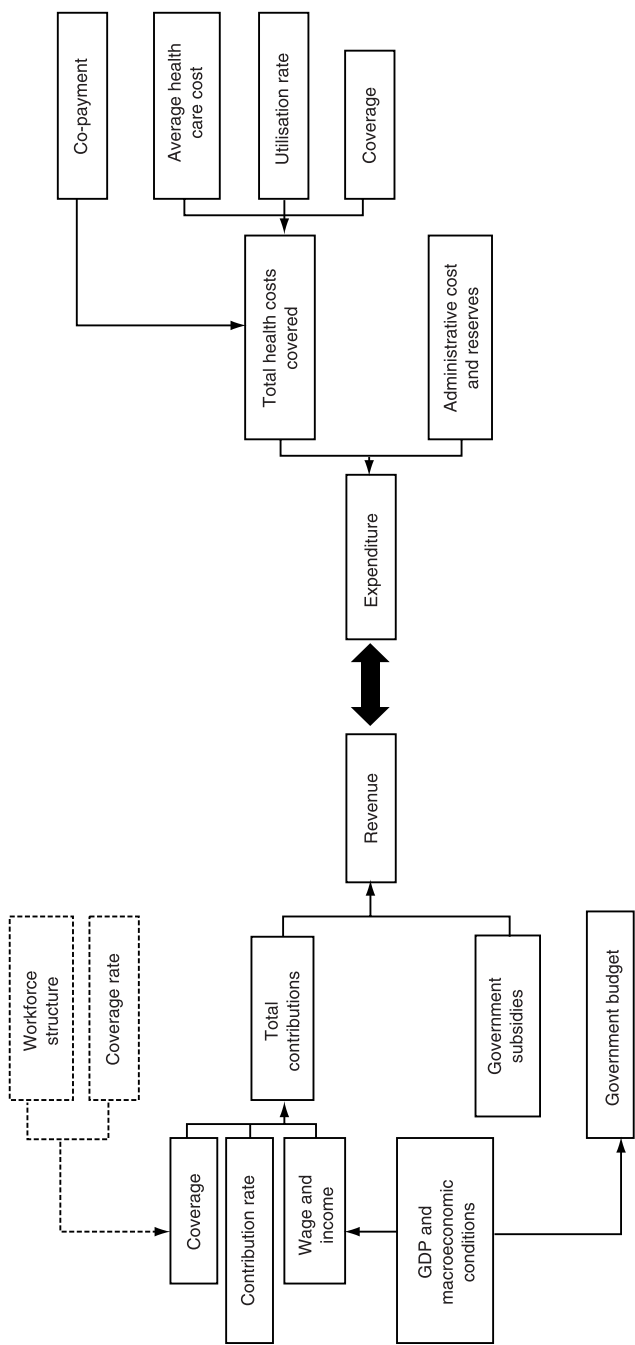 Coverage
Contribution rate
Wage and
income
GDP and
macroeconomic
conditions
Workforce
structure
Coverage rate
Total
contributions
Government
subsidies
Government budget
Revenue
Expenditure
Total health costs
covered
Administrative cost
and reserves
Co-payment
Average health
care cost
Utilisation rate
Coverage